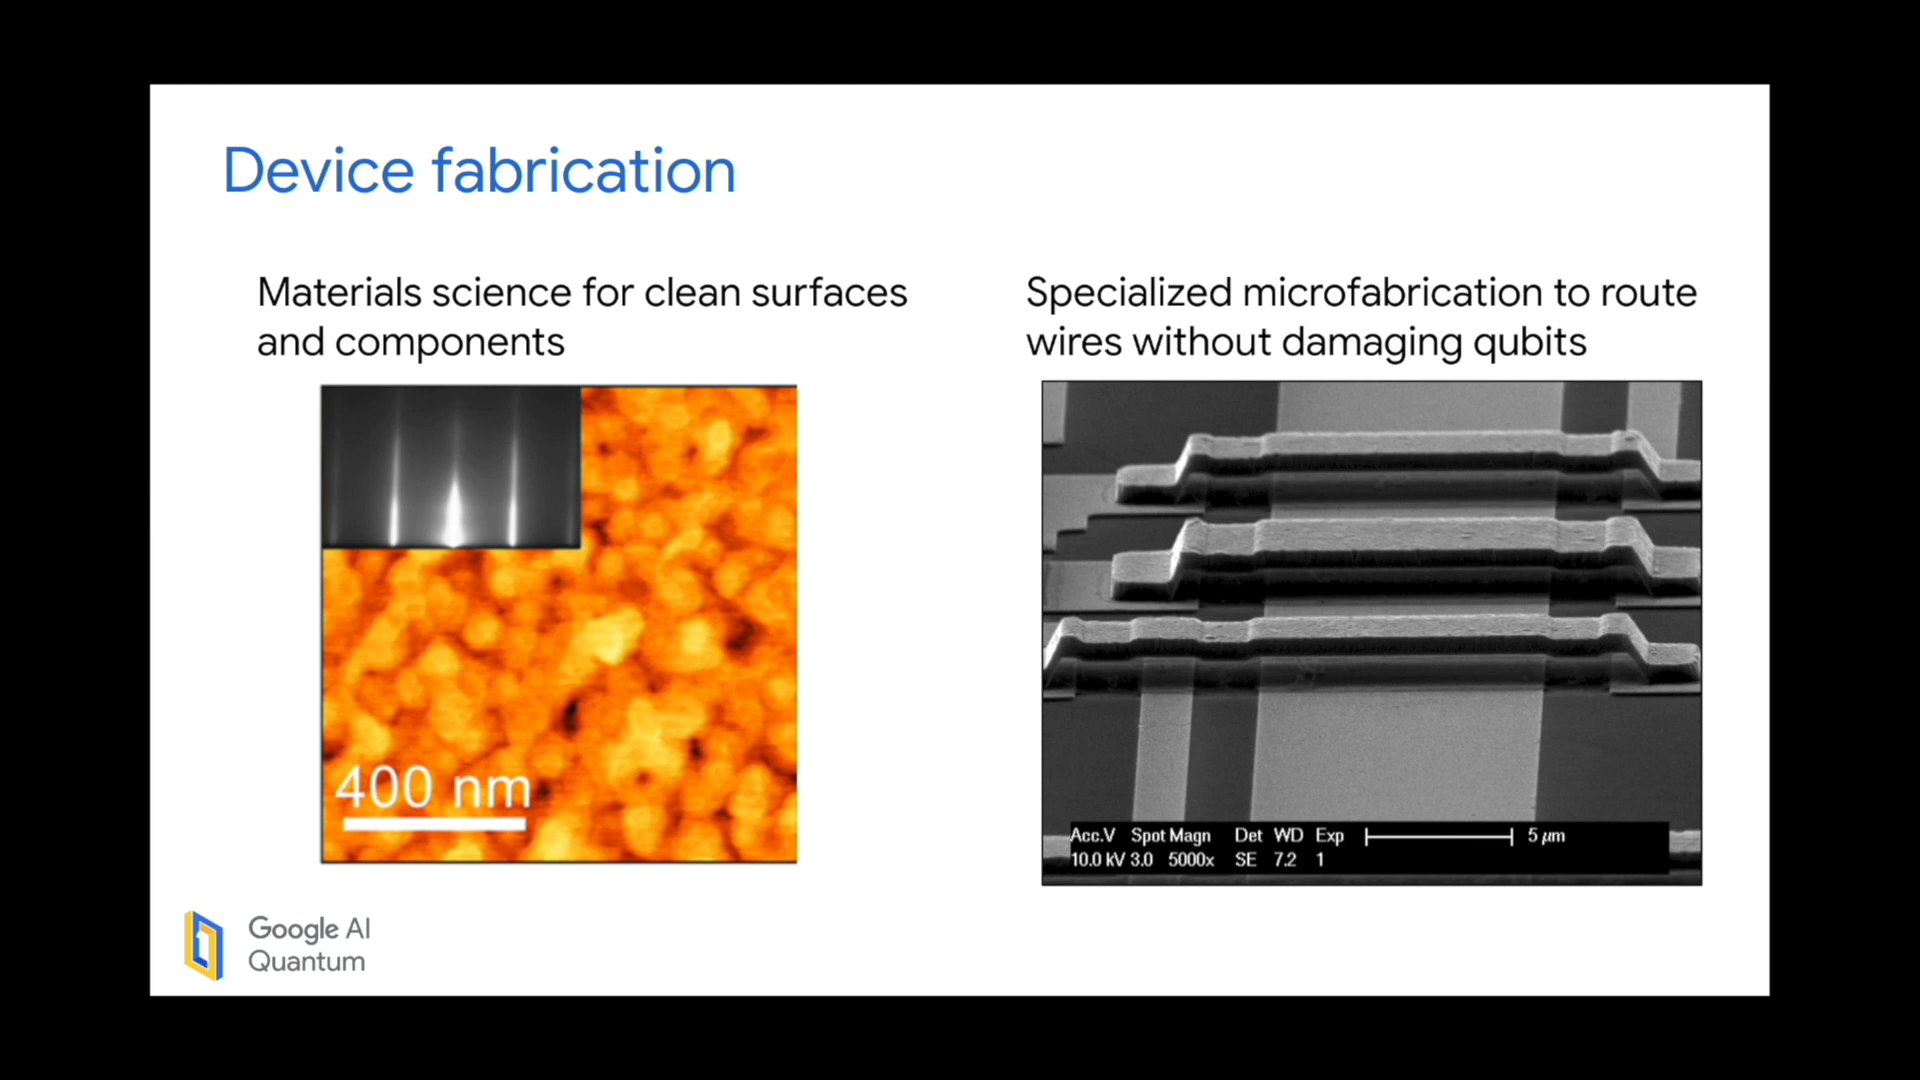 Device fabrication
Materials science for clean surfaces
and components
Specialized microfabrication to route
wires without damaging qubits
400 nm
Acc.V Spot Magn Det WD Exp 5 µm
10.0 kV 3.0 5000x SE 7.2 1
Google AI
Quantum